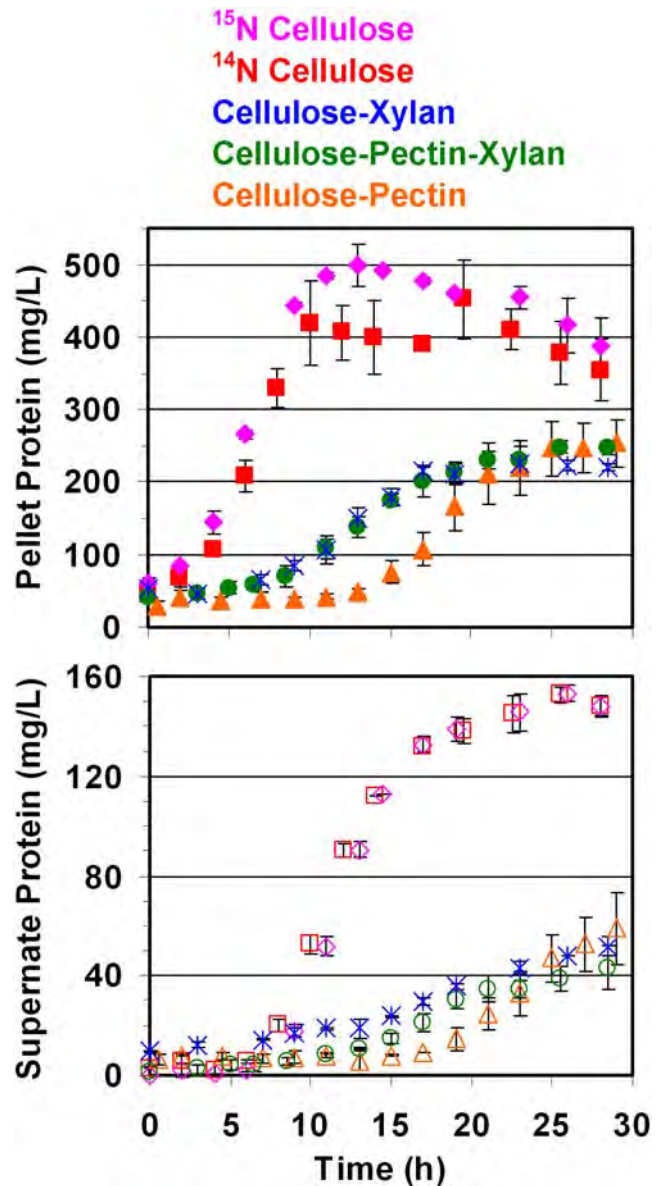 ¹⁵N Cellulose
¹⁴N Cellulose
Cellulose-Xylan
Cellulose-Pectin-Xylan
Cellulose-Pectin
Pellet Protein (mg/L)
500
400
300
200
100
0
Supernate Protein (mg/L)
160
120
80
40
0
0 5 10 15 20 25 30
Time (h)